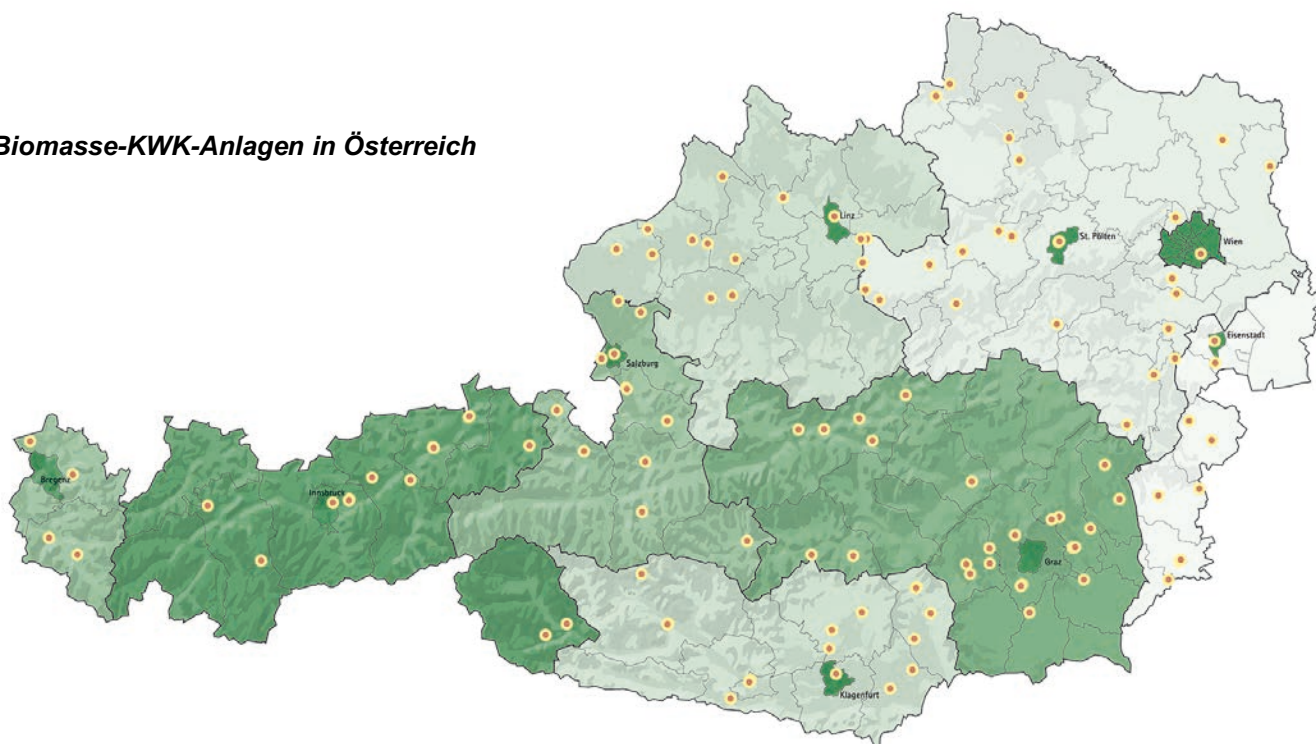 Biomasse-KWK-Anlagen in Österreich
Linz
St. Pölten
Wien
Eisenstadt
Salzburg
Bregenz
Innsbruck
Graz
Klagenfurt